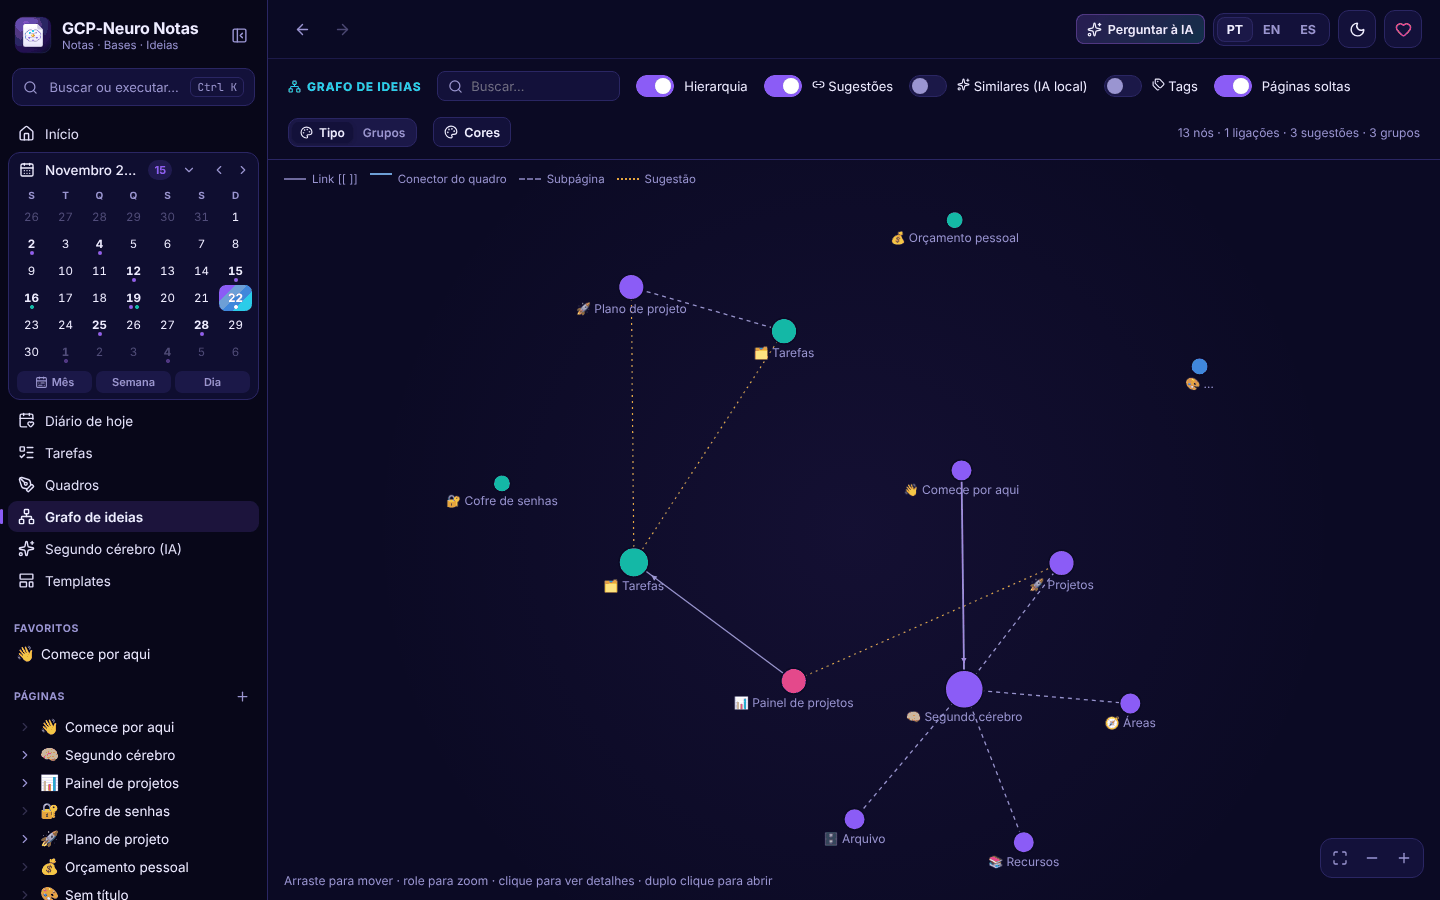 GCP-Neuro Notas
Notas · Bases · Ideias
Buscar ou executar... Ctrl K
Início
Novembro 2... 15
S T Q Q S S D
26 27 28 29 30 31 1
2 3 4 5 6 7 8
9 10 11 12 13 14 15
16 17 18 19 20 21 22
23 24 25 26 27 28 29
30 1 2 3 4 5 6
Mês Semana Dia
Diário de hoje
Tarefas
Quadros
Grafo de ideias
Segundo cérebro (IA)
Templates
FAVORITOS
Comece por aqui
PÁGINAS
Comece por aqui
Segundo cérebro
Painel de projetos
Cofre de senhas
Plano de projeto
Orçamento pessoal
Sem título
Perguntar à IA PT EN ES
GRAFO DE IDEIAS Buscar... Hierarquia Sugestões Similares (IA local) Tags Páginas soltas
Tipo Grupos Cores 13 nós · 1 ligações · 3 sugestões · 3 grupos
Link [[ ]] Conector do quadro Subpágina Sugestão
Orçamento pessoal
Plano de projeto
Tarefas
...
Comece por aqui
Cofre de senhas
Tarefas
Projetos
Painel de projetos
Segundo cérebro
Áreas
Arquivo
Recursos
Arraste para mover · role para zoom · clique para ver detalhes · duplo clique para abrir